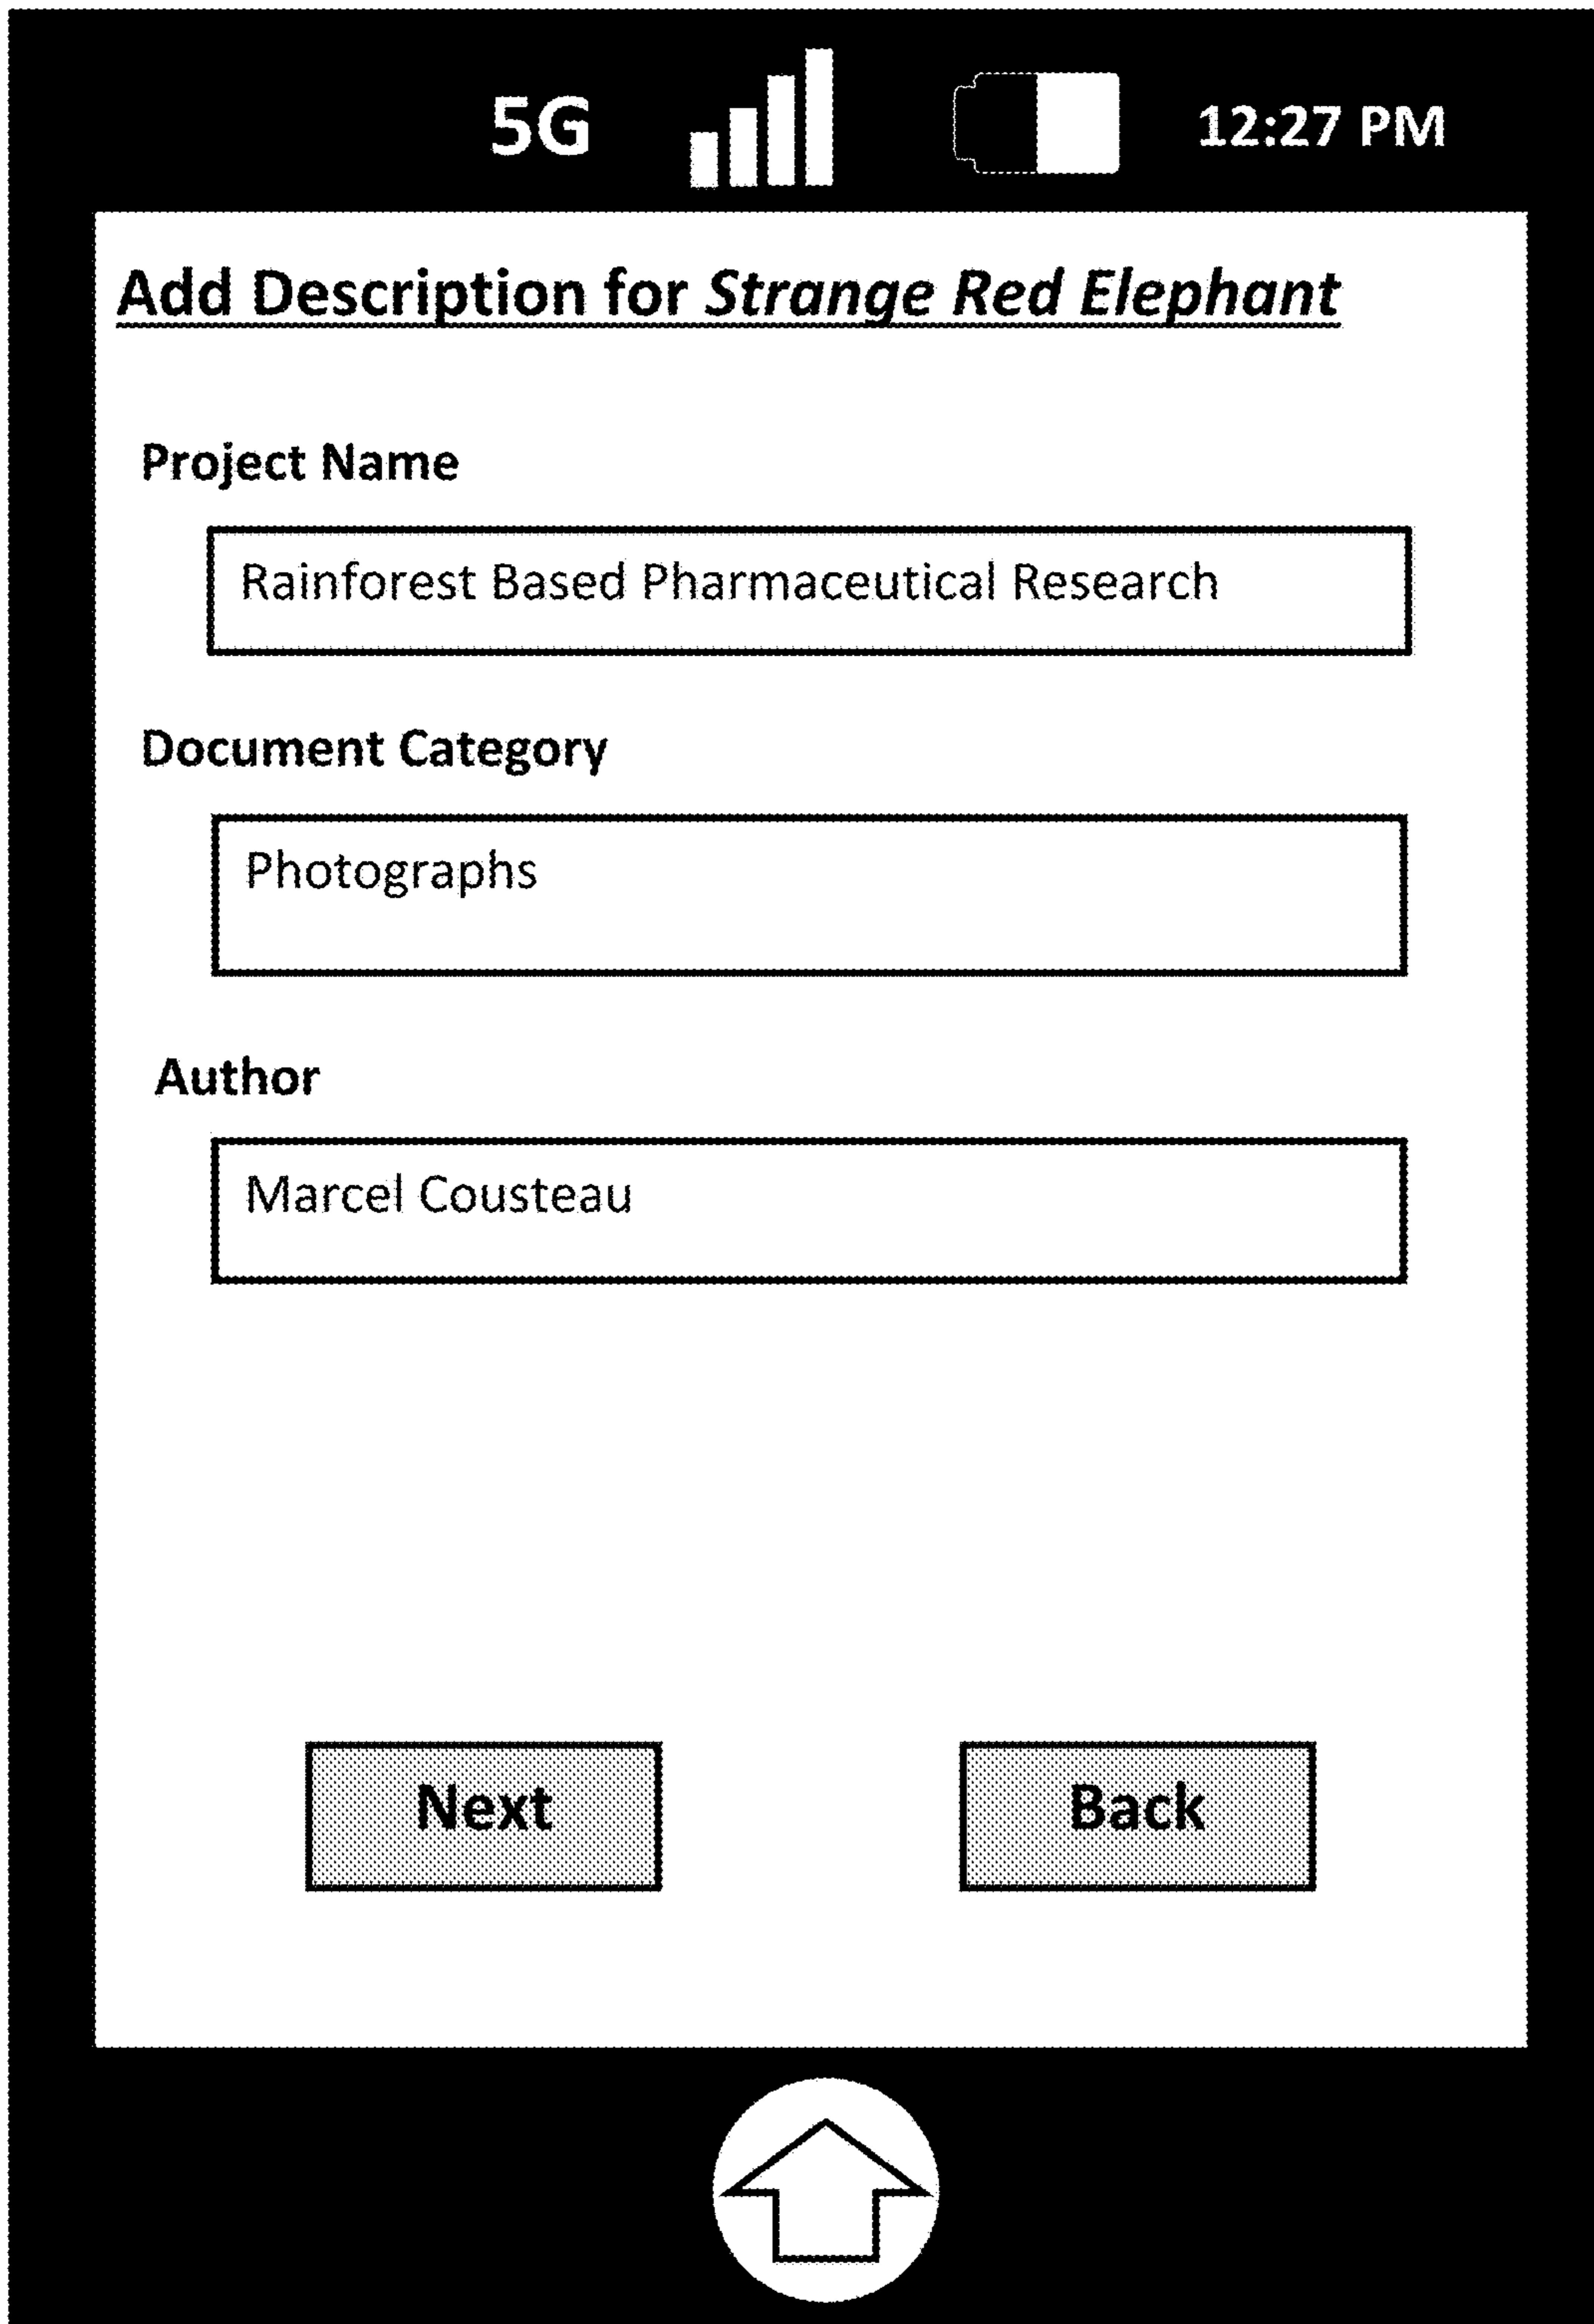 5G 12:27 PM
Add Description for Strange Red Elephant
Project Name
Rainforest Based Pharmaceutical Research
Document Category
Photographs
Author
Marcel Cousteau
Next Back